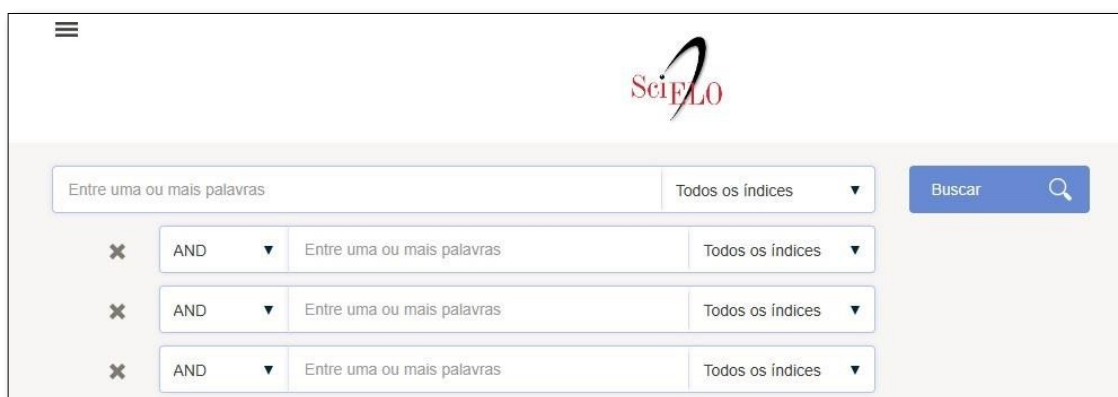 SciELO
Entre uma ou mais palavras Todos os índices Buscar
AND Entre uma ou mais palavras Todos os índices
AND Entre uma ou mais palavras Todos os índices
AND Entre uma ou mais palavras Todos os índices